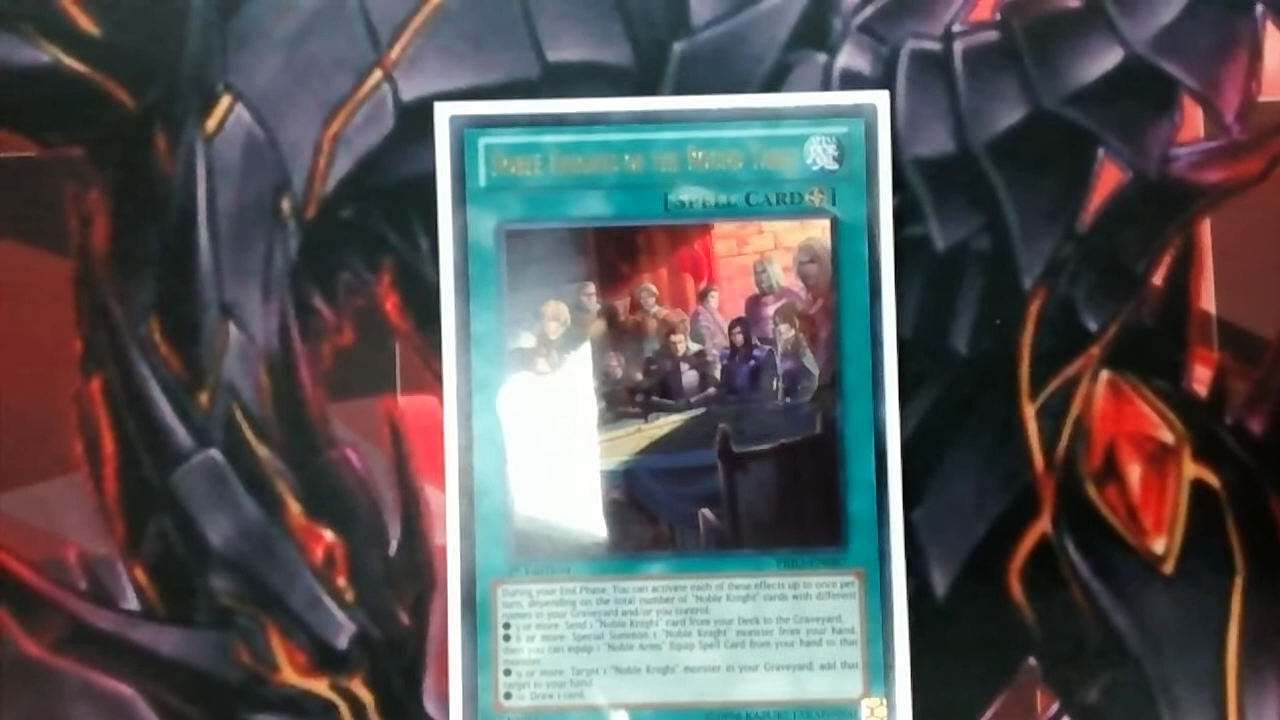 Noble Knights of the Round Table
SPELL
[SPELL CARD ]
1st Edition
During your End Phase: You can activate each of these effects up to once per
turn, depending on the total number of "Noble Knight" cards with different
names in your Graveyard and/or you control.
● 3 or more: Send 1 "Noble Knight" card from your Deck to the Graveyard.
● 6 or more: Special Summon 1 "Noble Knight" monster from your hand,
then you can equip 1 "Noble Arms" Equip Spell Card from your hand to that
monster.
● 9 or more: Target 1 "Noble Knight" monster in your Graveyard; add that
target to your hand.
● 12: Draw 1 card.
KAZUKI TAKAHASHI